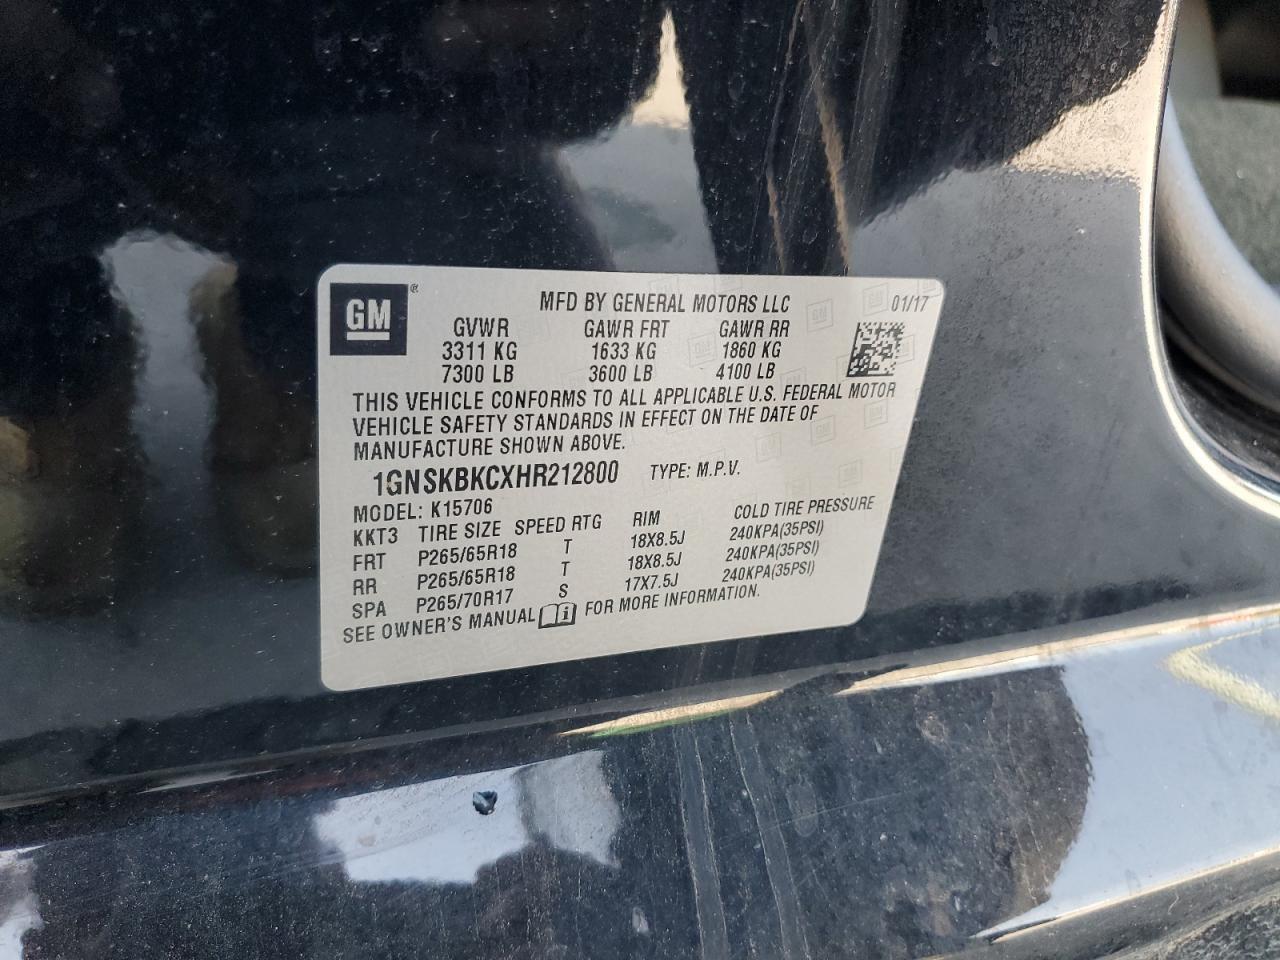 GM ® MFD BY GENERAL MOTORS LLC 01/17
GVWR GAWR FRT GAWR RR
3311 KG 1633 KG 1860 KG
7300 LB 3600 LB 4100 LB
THIS VEHICLE CONFORMS TO ALL APPLICABLE U.S. FEDERAL MOTOR
VEHICLE SAFETY STANDARDS IN EFFECT ON THE DATE OF
MANUFACTURE SHOWN ABOVE.
1GNSKBKCXHR212800 TYPE: M.P.V.
MODEL: K15706
KKT3 TIRE SIZE SPEED RTG RIM COLD TIRE PRESSURE
FRT P265/65R18 T 18X8.5J 240KPA(35PSI)
RR P265/65R18 T 18X8.5J 240KPA(35PSI)
SPA P265/70R17 S 17X7.5J 240KPA(35PSI)
SEE OWNER'S MANUAL i FOR MORE INFORMATION.